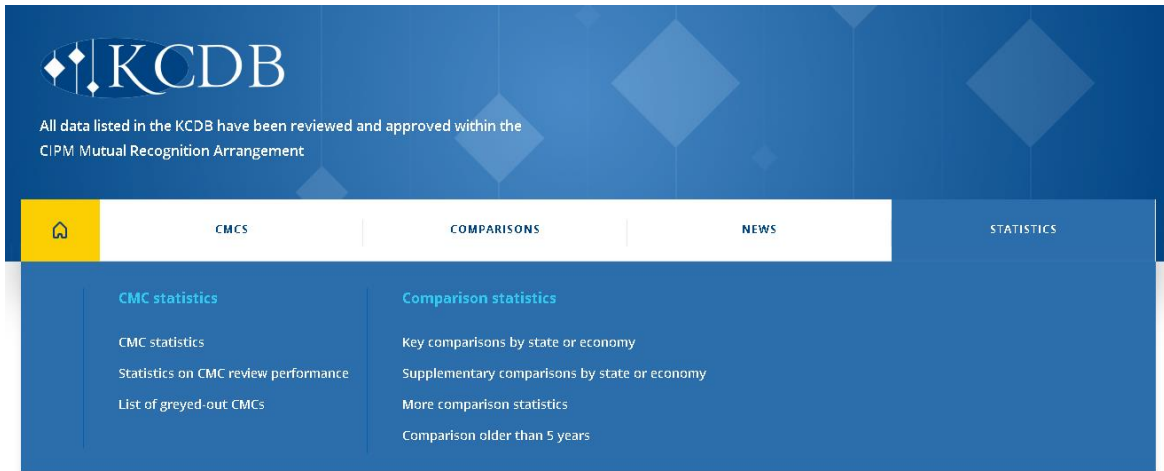 KCDB
All data listed in the KCDB have been reviewed and approved within the
CIPM Mutual Recognition Arrangement
CMCS
COMPARISONS
NEWS
STATISTICS
CMC statistics
CMC statistics
Statistics on CMC review performance
List of greyed-out CMCs
Comparison statistics
Key comparisons by state or economy
Supplementary comparisons by state or economy
More comparison statistics
Comparison older than 5 years